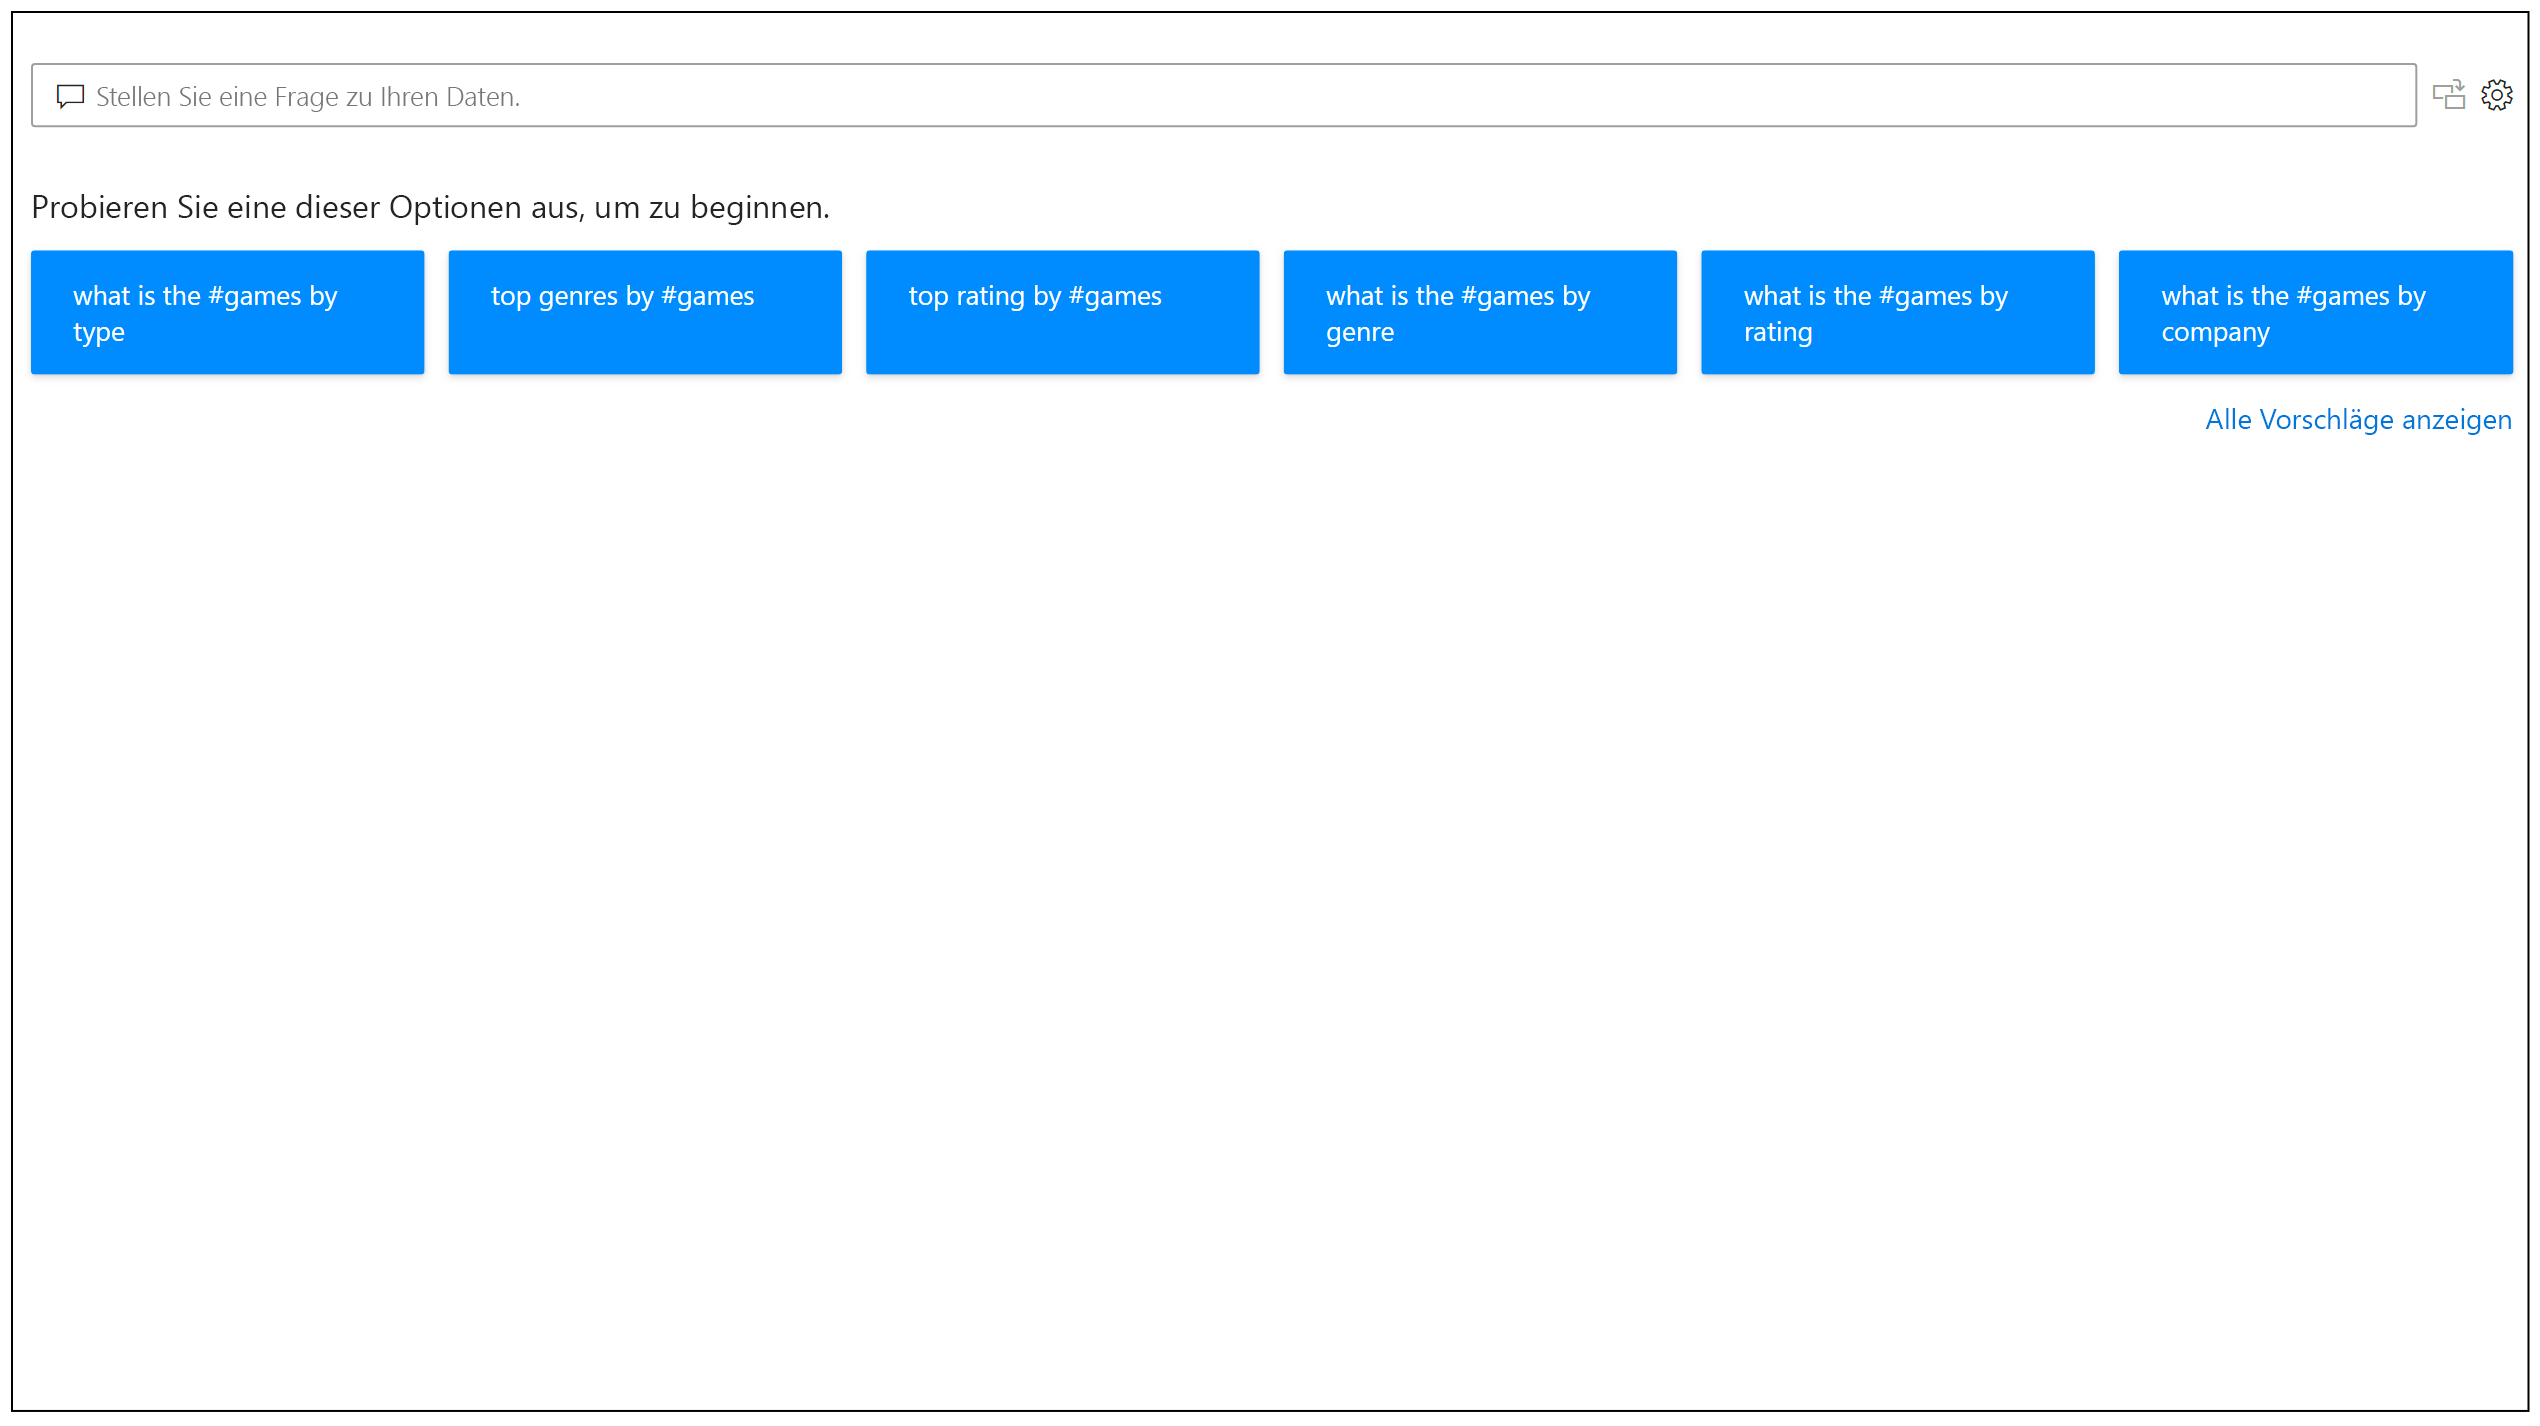 Stellen Sie eine Frage zu Ihren Daten.
Probieren Sie eine dieser Optionen aus, um zu beginnen.
what is the #games by
type
top genres by #games
top rating by #games
what is the #games by
genre
what is the #games by
rating
what is the #games by
company
Alle Vorschläge anzeigen